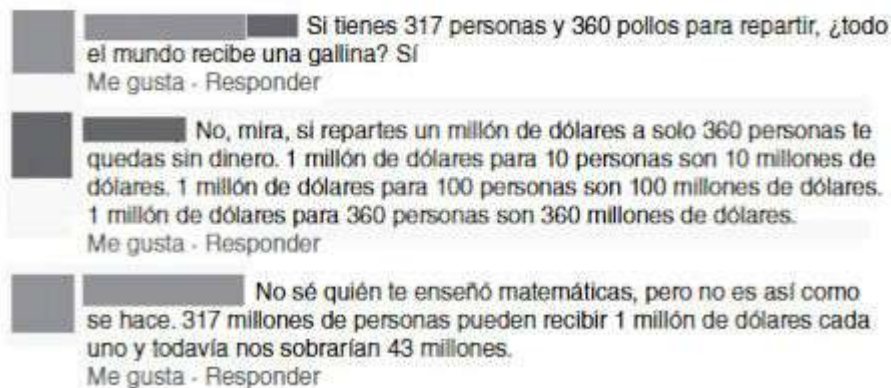 Si tienes 317 personas y 360 pollos para repartir, ¿todo
el mundo recibe una gallina? Sí
Me gusta - Responder
No, mira, si repartes un millón de dólares a solo 360 personas te
quedas sin dinero. 1 millón de dólares para 10 personas son 10 millones de
dólares. 1 millón de dólares para 100 personas son 100 millones de dólares.
1 millón de dólares para 360 personas son 360 millones de dólares.
Me gusta - Responder
No sé quién te enseñó matemáticas, pero no es así como
se hace. 317 millones de personas pueden recibir 1 millón de dólares cada
uno y todavía nos sobrarían 43 millones.
Me gusta - Responder